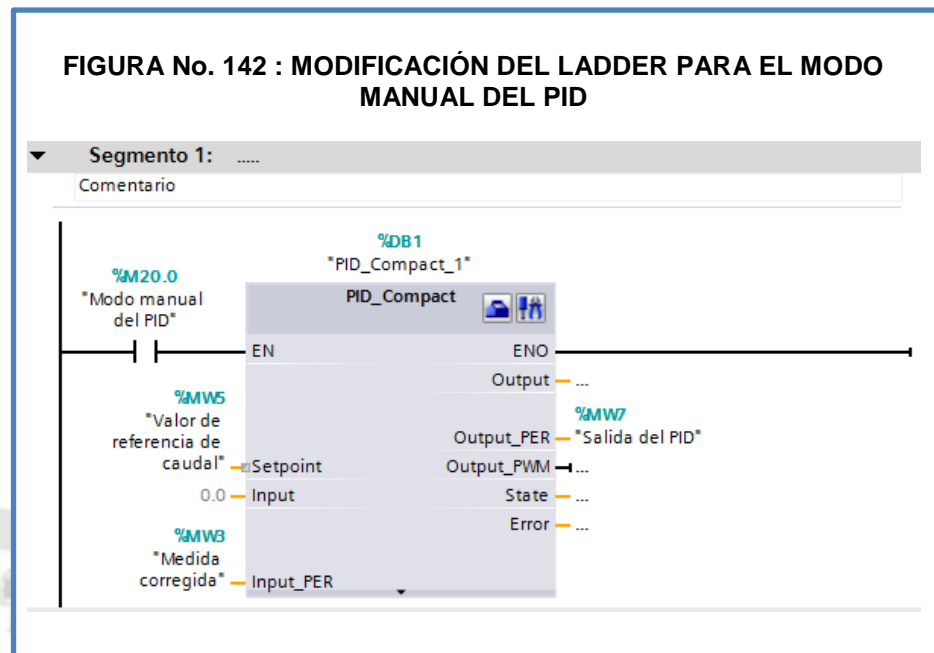 FIGURA No. 142 : MODIFICACIÓN DEL LADDER PARA EL MODO
MANUAL DEL PID
Segmento 1: .....
Comentario
%DB1
"PID_Compact_1"
%M20.0
"Modo manual
del PID"
PID_Compact
EN
ENO
Output
...
%MW5
"Valor de
referencia de
caudal"
Setpoint
%MW7
Output_PER
"Salida del PID"
Output_PWM
...
0.0
Input
State
...
Error
...
%MW3
"Medida
corregida"
Input_PER